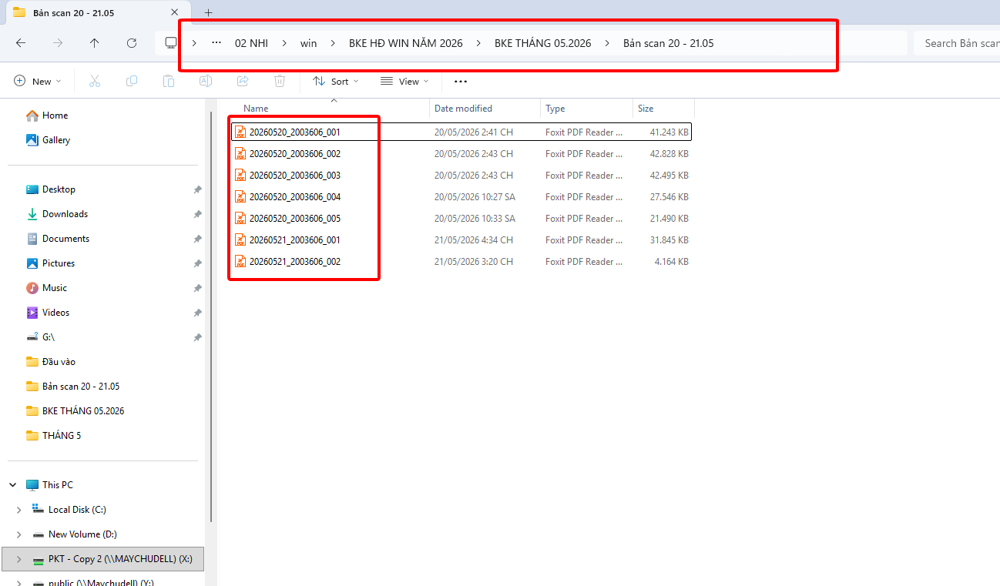 Bản scan 20 - 21.05
02 NHI > win > BKE HĐ WIN NĂM 2026 > BKE THÁNG 05.2026 > Bản scan 20 - 21.05
Search Bản scan
New
Sort
View
Name Date modified Type Size
20260520_2003606_001 20/05/2026 2:41 CH Foxit PDF Reader ... 41.243 KB
20260520_2003606_002 20/05/2026 2:43 CH Foxit PDF Reader ... 42.828 KB
20260520_2003606_003 20/05/2026 2:43 CH Foxit PDF Reader ... 42.495 KB
20260520_2003606_004 20/05/2026 10:27 SA Foxit PDF Reader ... 27.546 KB
20260520_2003606_005 20/05/2026 10:33 SA Foxit PDF Reader ... 21.490 KB
20260521_2003606_001 21/05/2026 4:34 CH Foxit PDF Reader ... 31.845 KB
20260521_2003606_002 21/05/2026 3:20 CH Foxit PDF Reader ... 4.164 KB
Home
Gallery
Desktop
Downloads
Documents
Pictures
Music
Videos
G:\
Đầu vào
Bản scan 20 - 21.05
BKE THÁNG 05.2026
THÁNG 5
This PC
Local Disk (C:)
New Volume (D:)
PKT - Copy 2 (\\MAYCHUDELL) (X:)
public (\\Maychudell) (Y:)